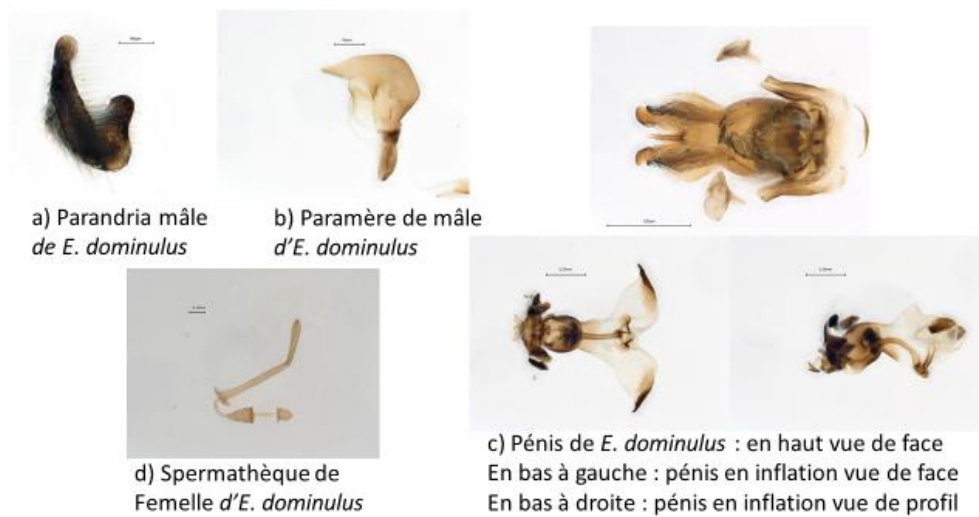 a) Parandria mâle
de E. dominulus
b) Paramère de mâle
d'E. dominulus
d) Spermathèque de
Femelle d'E. dominulus
c) Pénis de E. dominulus : en haut vue de face
En bas à gauche : pénis en inflation vue de face
En bas à droite : pénis en inflation vue de profil